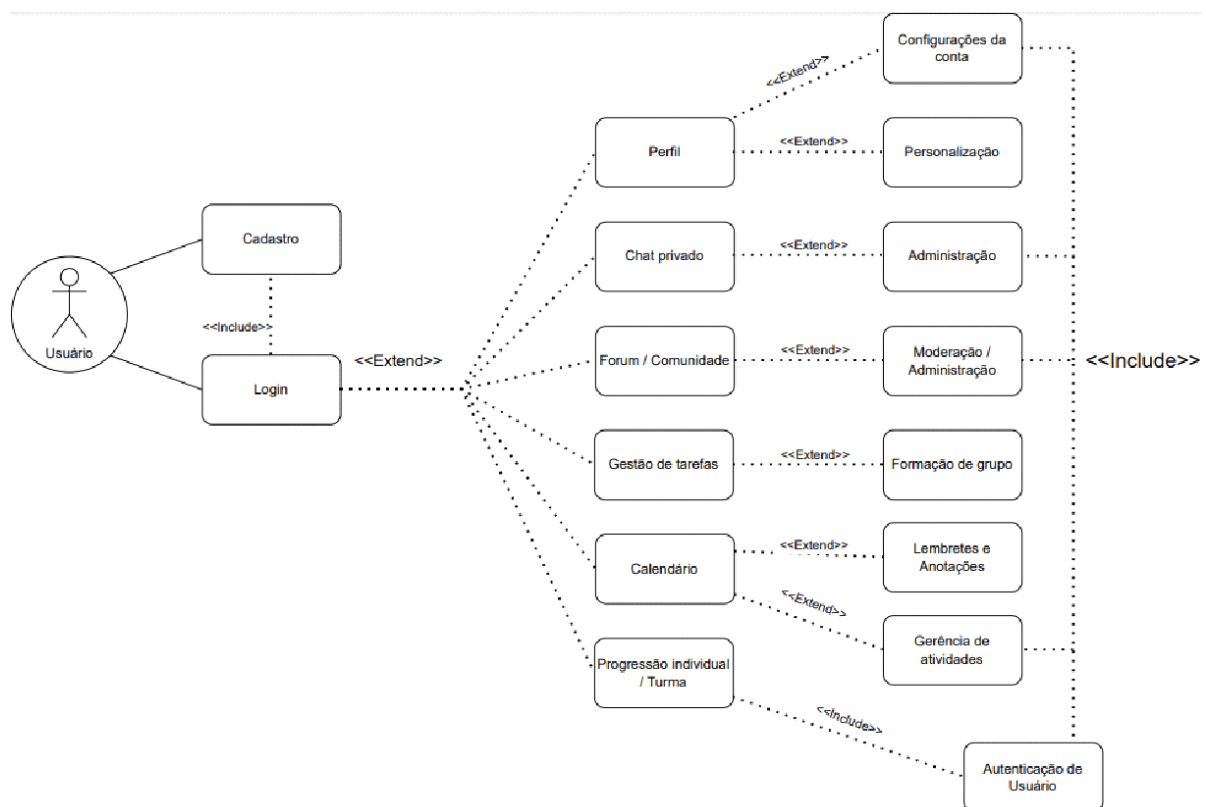 Configurações da
conta
<<Extend>>
Perfil
<<Extend>>
Personalização
Cadastro
Chat privado
<<Extend>>
Administração
Usuário
<<Include>>
Login
<<Extend>>
Forum / Comunidade
<<Extend>>
Moderação /
Administração
<<Include>>
Gestão de tarefas
<<Extend>>
Formação de grupo
Calendário
<<Extend>>
Lembretes e
Anotações
<<Extend>>
Gerência de
atividades
Progressão individual
/ Turma
<<Include>>
Autenticação de
Usuário